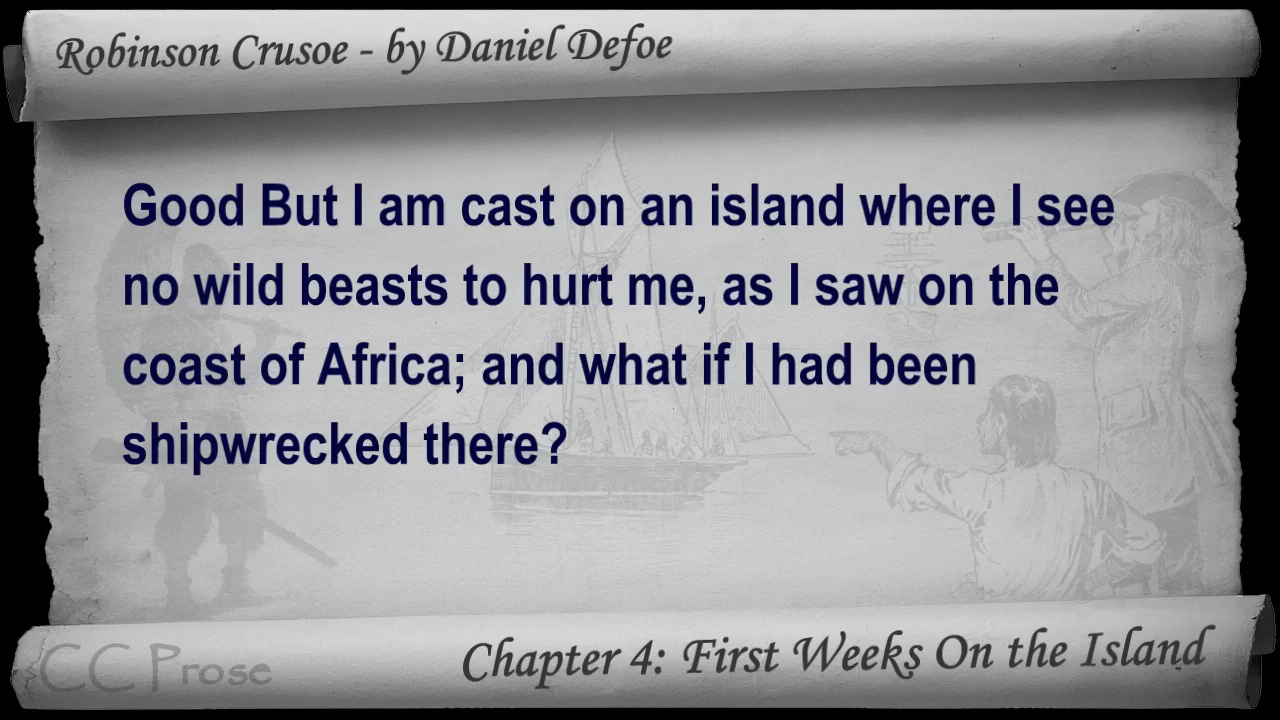 Robinson Crusoe - by Daniel Defoe
Good But I am cast on an island where I see
no wild beasts to hurt me, as I saw on the
coast of Africa; and what if I had been
shipwrecked there?
CC Prose
Chapter 4: First Weeks On the Island